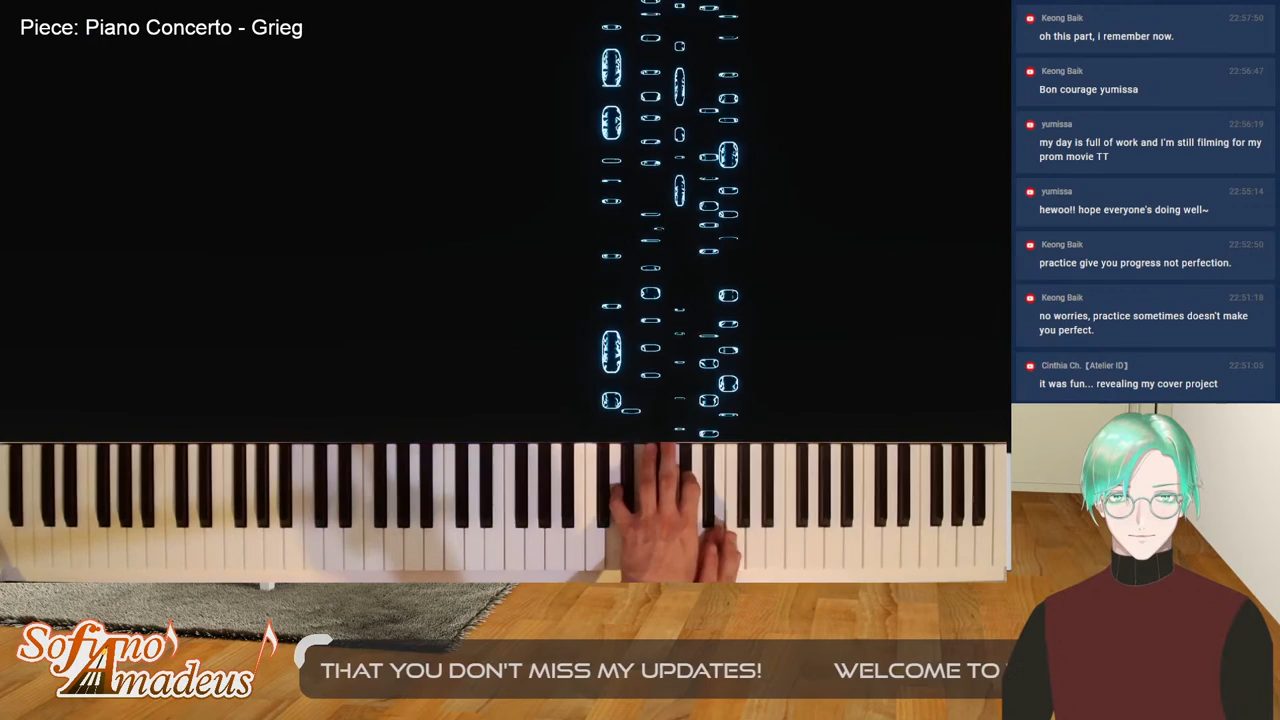 Piece: Piano Concerto - Grieg
Keong Baik 22:57:50
oh this part, i remember now.
Keong Baik 22:56:47
Bon courage yumissa
yumissa 22:56:19
my day is full of work and I'm still filming for my
prom movie TT
yumissa 22:55:14
hewoo!! hope everyone's doing well~
Keong Baik 22:52:50
practice give you progress not perfection.
Keong Baik 22:51:18
no worries, practice sometimes doesn't make
you perfect.
Cinthia Ch.【Atelier ID】 22:51:05
it was fun... revealing my cover project
Sofiano
Amadeus
THAT YOU DON'T MISS MY UPDATES! WELCOME TO